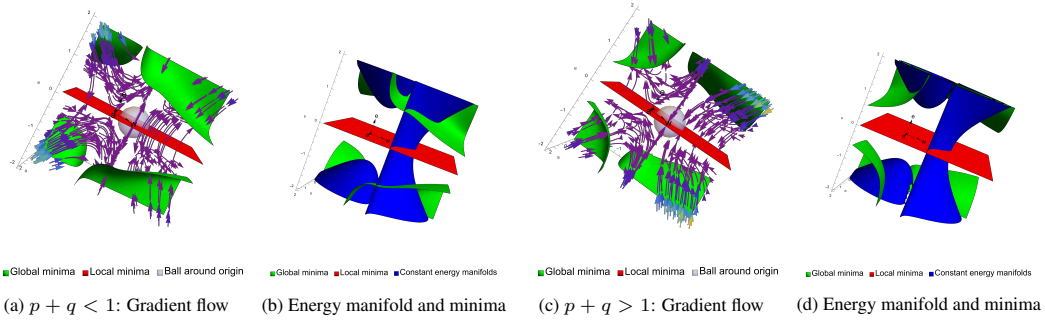 Global minima Local minima Ball around origin
Global minima Local minima Constant energy manifolds
Global minima Local minima Ball around origin
Global minima Local minima Constant energy manifolds
(a) p + q < 1: Gradient flow
(b) Energy manifold and minima
(c) p + q > 1: Gradient flow
(d) Energy manifold and minima